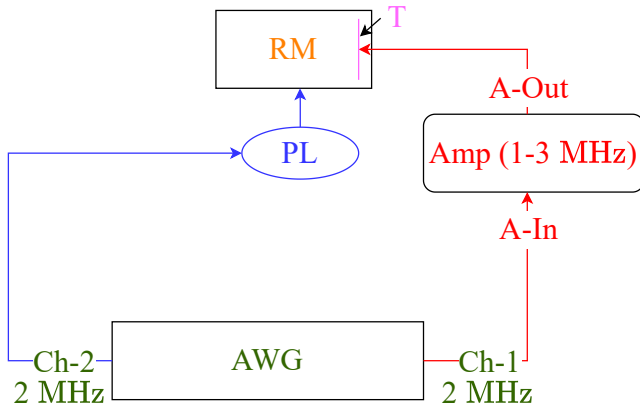 T
RM
A-Out
PL
Amp (1-3 MHz)
A-In
Ch-2
2 MHz
AWG
Ch-1
2 MHz